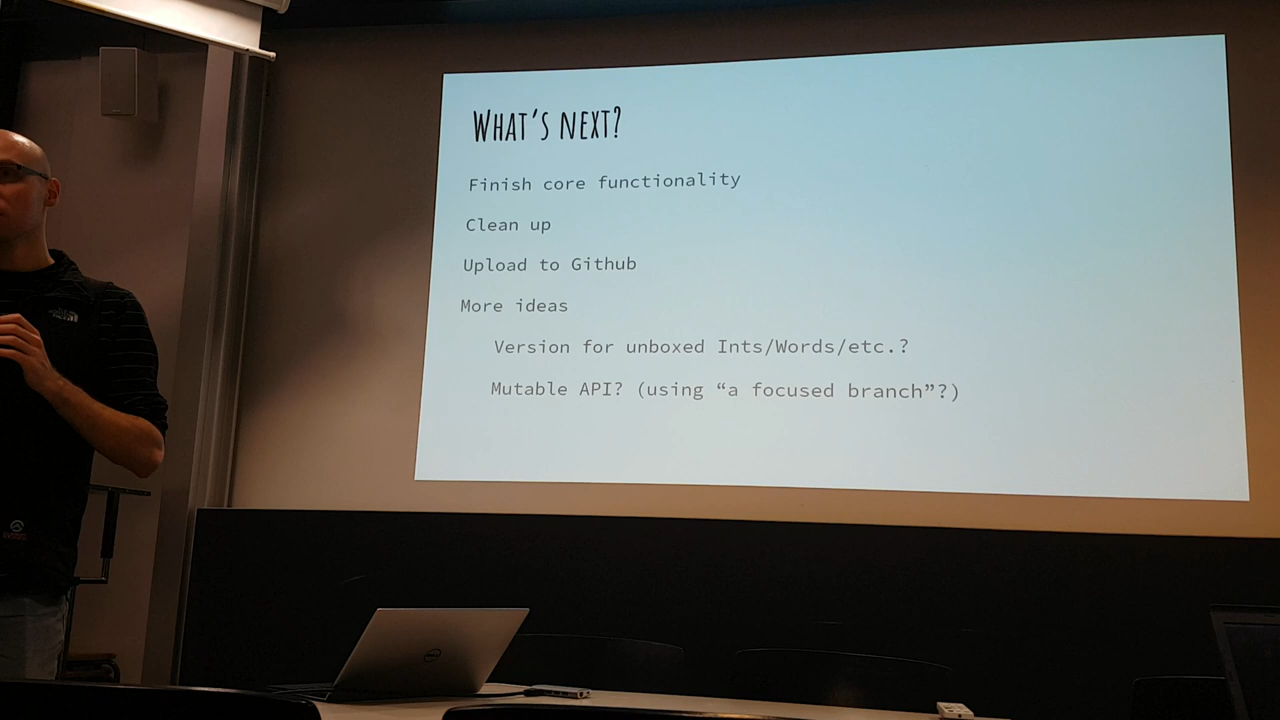 WHAT'S NEXT?
Finish core functionality
Clean up
Upload to Github
More ideas
Version for unboxed Ints/Words/etc.?
Mutable API? (using “a focused branch”?)
DELL